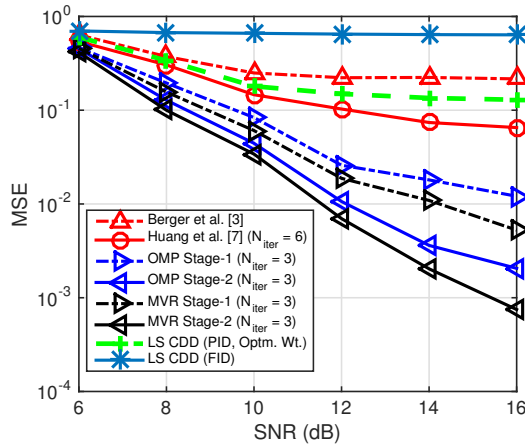 10^0
10^-1
10^-2
10^-3
10^-4
MSE
6
8
10
12
14
16
SNR (dB)
Berger et al. [3]
Huang et al. [7] (N_iter = 6)
OMP Stage-1 (N_iter = 3)
OMP Stage-2 (N_iter = 3)
MVR Stage-1 (N_iter = 3)
MVR Stage-2 (N_iter = 3)
LS CDD (PID, Optm. Wt.)
LS CDD (FID)